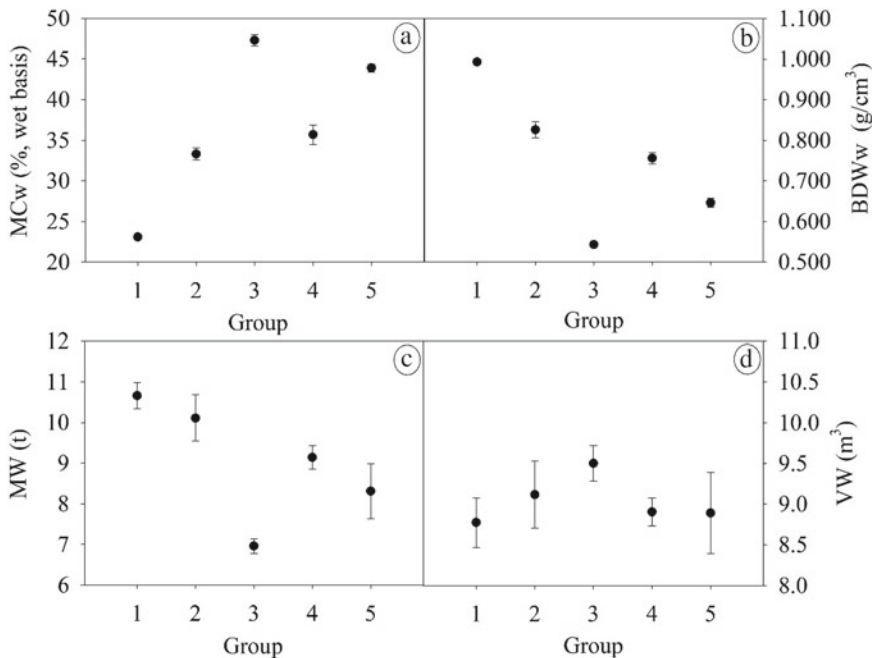 50
45
40
35
30
25
20
MCw (%, wet basis)
a
1 2 3 4 5
Group
b
1.100
1.000
0.900
0.800
0.700
0.600
0.500
BDWw (g/cm³)
1 2 3 4 5
Group
12
11
10
9
8
7
6
MW (t)
c
1 2 3 4 5
Group
d
11.0
10.5
10.0
9.5
9.0
8.5
8.0
VW (m³)
1 2 3 4 5
Group